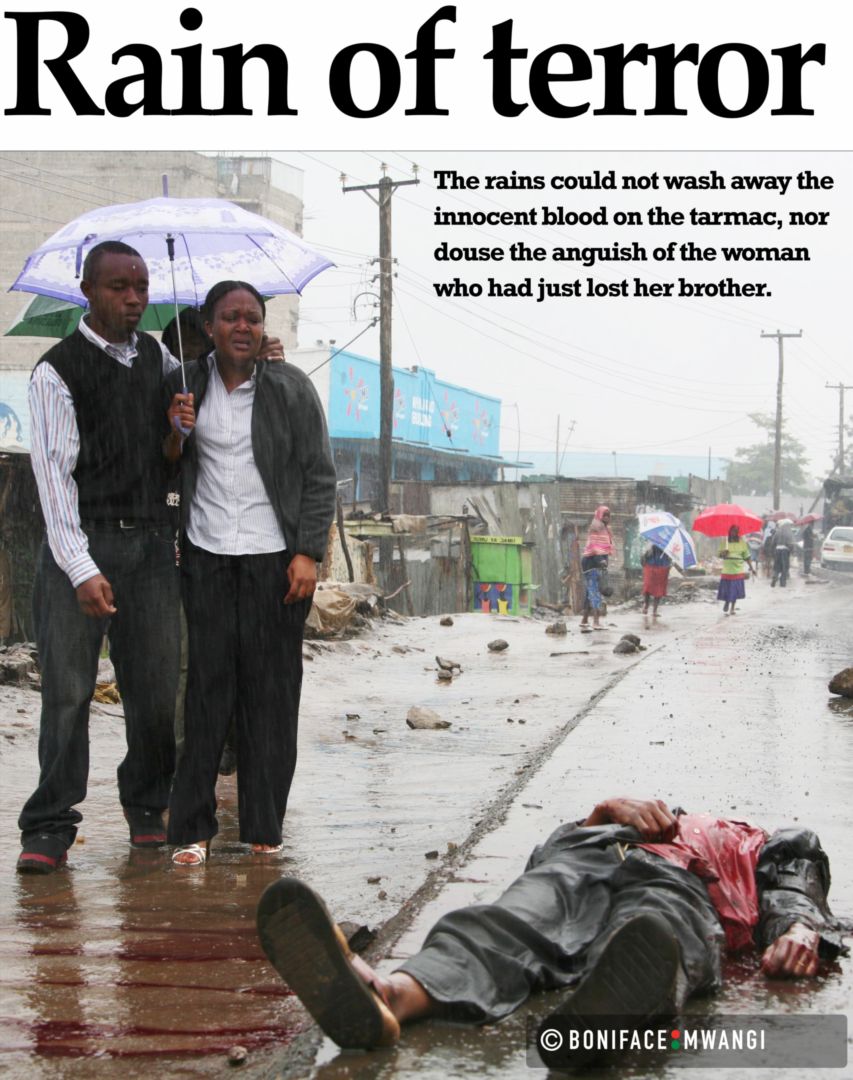 Rain of terror
The rains could not wash away the
innocent blood on the tarmac, nor
douse the anguish of the woman
who had just lost her brother.
© BONIFACE MWANGI